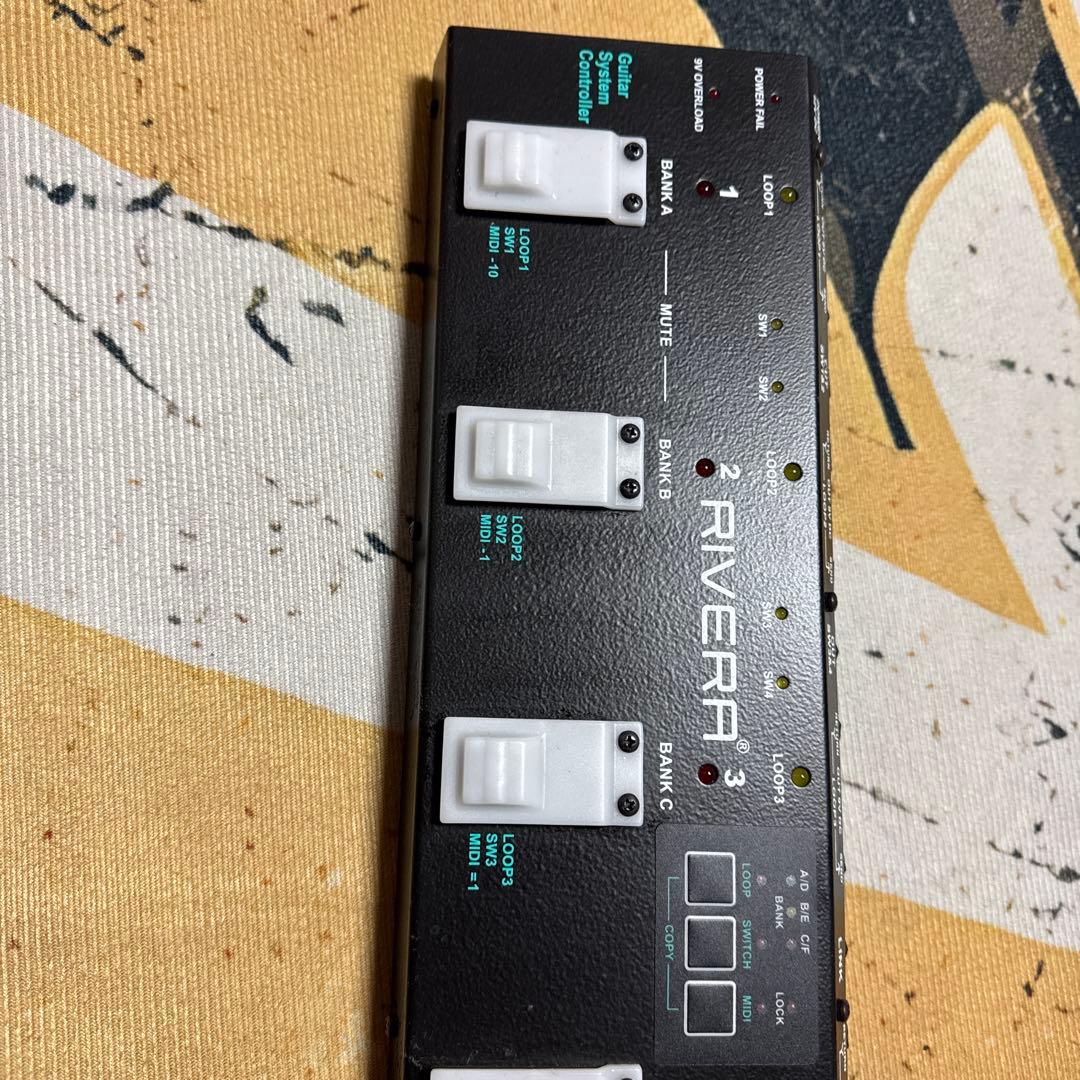 Guitar
System
Controller
9V OVERLOAD
POWER FAIL
BANK A
1
LOOP1
LOOP1
SW1
MIDI -10
MUTE
SW1
SW2
BANK B
2
LOOP2
LOOP2
SW2
MIDI -1
RIVERA®
SW3
SW4
BANK C
3
LOOP3
LOOP3
SW3
MIDI =1
A/D B/E C/F
BANK
LOCK
LOOP SWITCH MIDI
COPY